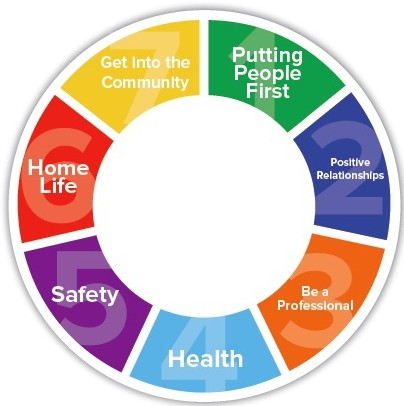 1
Putting
People
First
2
Positive
Relationships
3
Be a
Professional
4
Health
5
Safety
6
Home
Life
7
Get into the
Community